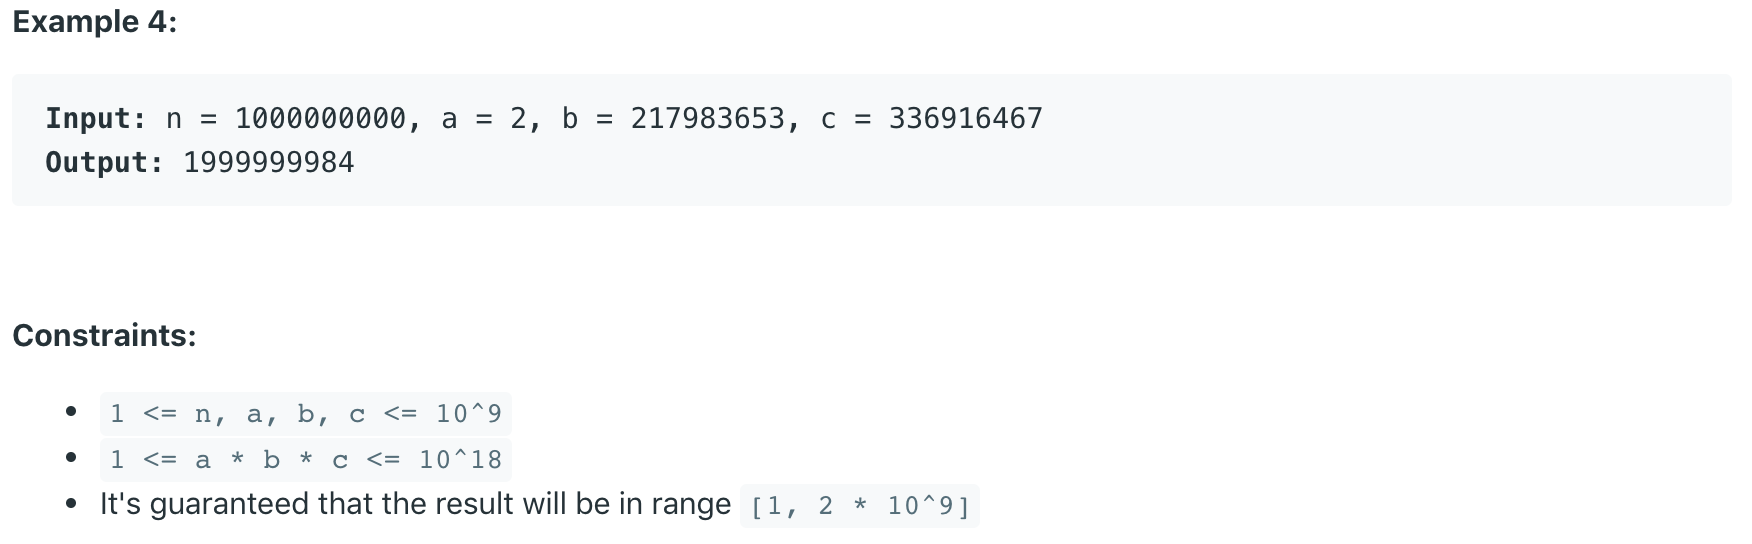 Example 4:
Input: n = 1000000000, a = 2, b = 217983653, c = 336916467
Output: 1999999984
Constraints:
• 1 <= n, a, b, c <= 10^9
• 1 <= a * b * c <= 10^18
• It's guaranteed that the result will be in range [1, 2 * 10^9]